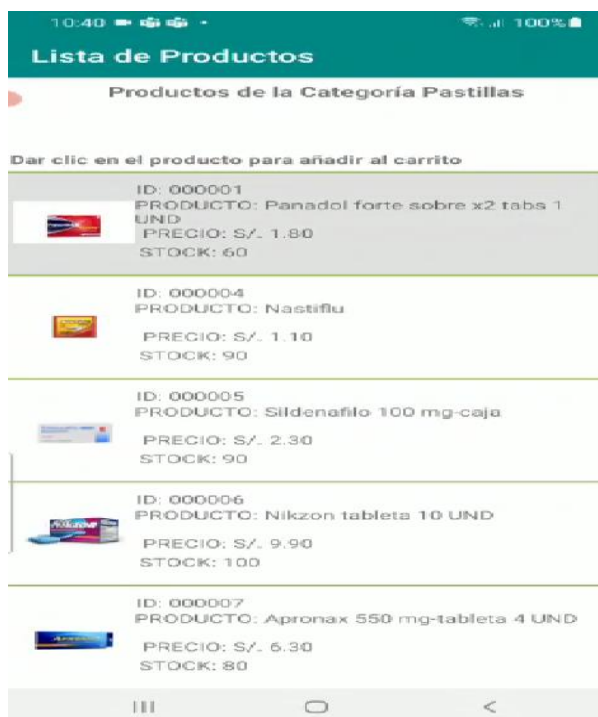 10:40
100%
Lista de Productos
Productos de la Categoría Pastillas
Dar clic en el producto para añadir al carrito
ID: 000001
PRODUCTO: Panadol forte sobre x2 tabs 1
UND
PRECIO: S/. 1.80
STOCK: 60
ID: 000004
PRODUCTO: Nastiflu
PRECIO: S/. 1.10
STOCK: 90
ID: 000005
PRODUCTO: Sildenafilo 100 mg-caja
PRECIO: S/. 2.30
STOCK: 90
Nikzon
ID: 000006
PRODUCTO: Nikzon tableta 10 UND
PRECIO: S/. 9.90
STOCK: 100
Apronax
ID: 000007
PRODUCTO: Apronax 550 mg-tableta 4 UND
PRECIO: S/. 6.30
STOCK: 80